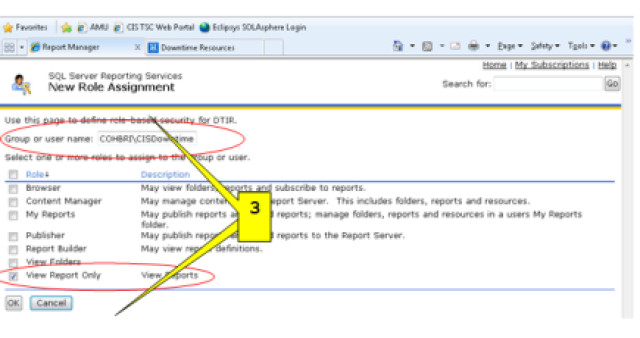 Favorites AMU CIS TSC Web Portal Eclipsys SOLAsphere Login
Report Manager X Downtime Resources
Page Safety Tools
Home | My Subscriptions | Help
SQL Server Reporting Services
New Role Assignment
Search for: Go
Use this page to define role-based security for DTIR.
Group or user name: COHBRI\CISDowntime
Select one or more roles to assign to the group or user.
Role↓ Description
Browser May view folders, reports and subscribe to reports.
Content Manager May manage content Report Server. This includes folders, reports and resources.
My Reports May publish reports reports; manage folders, reports and resources in a users My Reports
folder.
3
Publisher May publish reports reports to the Report Server.
Report Builder May view report definitions.
View Folders
View Report Only View Reports
OK Cancel